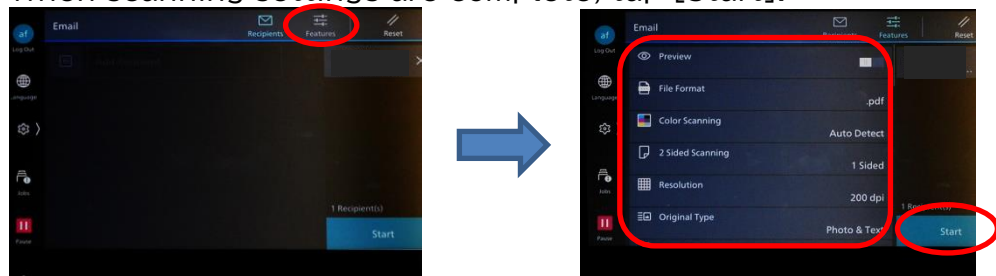 When scanning settings are complete, tap [Start].
af
Log Out
Language
Jobs
Pause
Email
Recipients
Features
Reset
1 Recipient(s)
Start
af
Log Out
Language
Jobs
Pause
Email
Recipients
Features
Reset
Preview
File Format
.pdf
Color Scanning
Auto Detect
2 Sided Scanning
1 Sided
Resolution
200 dpi
Original Type
Photo & Text
1 Recipient(s)
Start